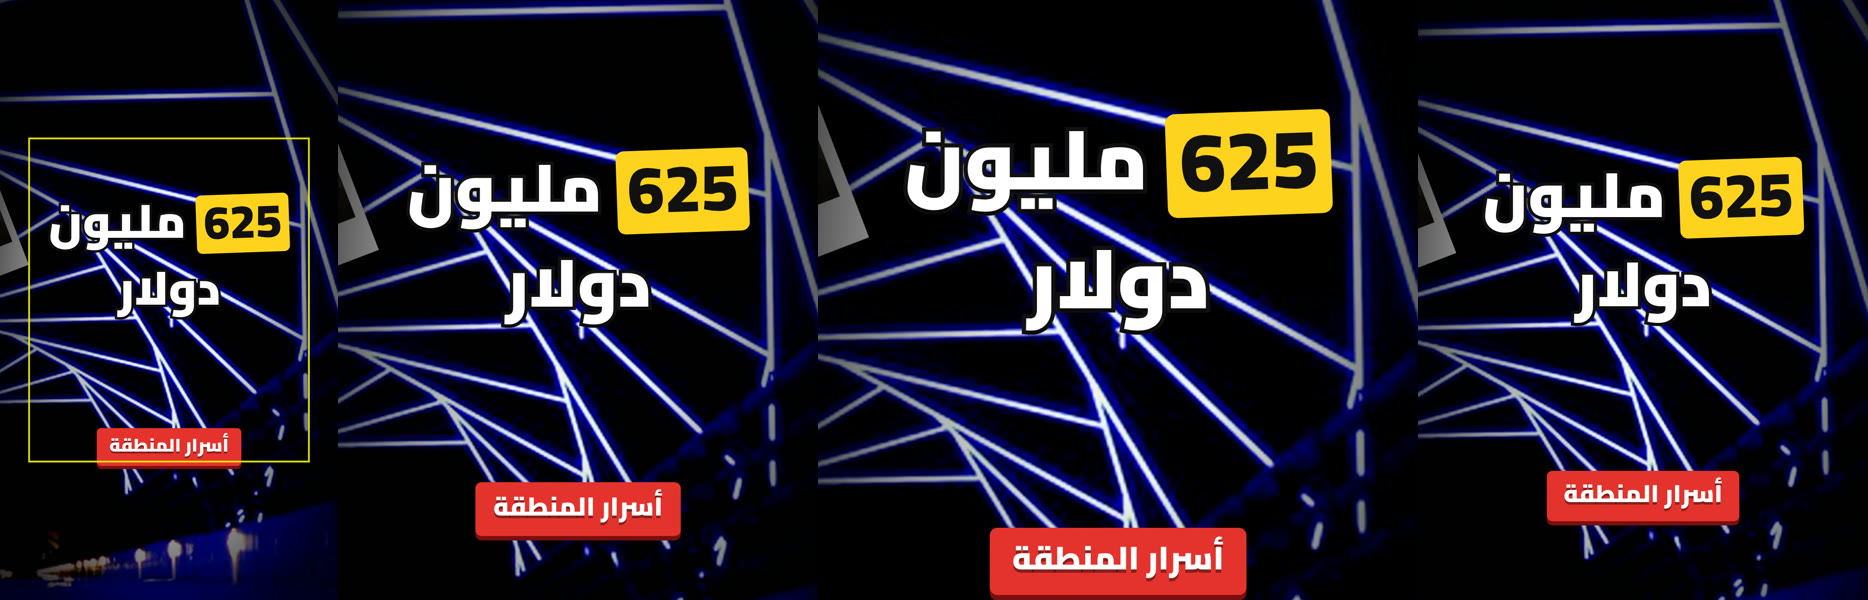 625 مليون
دولار
أسرار المنطقة
625 مليون
دولار
أسرار المنطقة
625 مليون
دولار
أسرار المنطقة
625 مليون
دولار
أسرار المنطقة